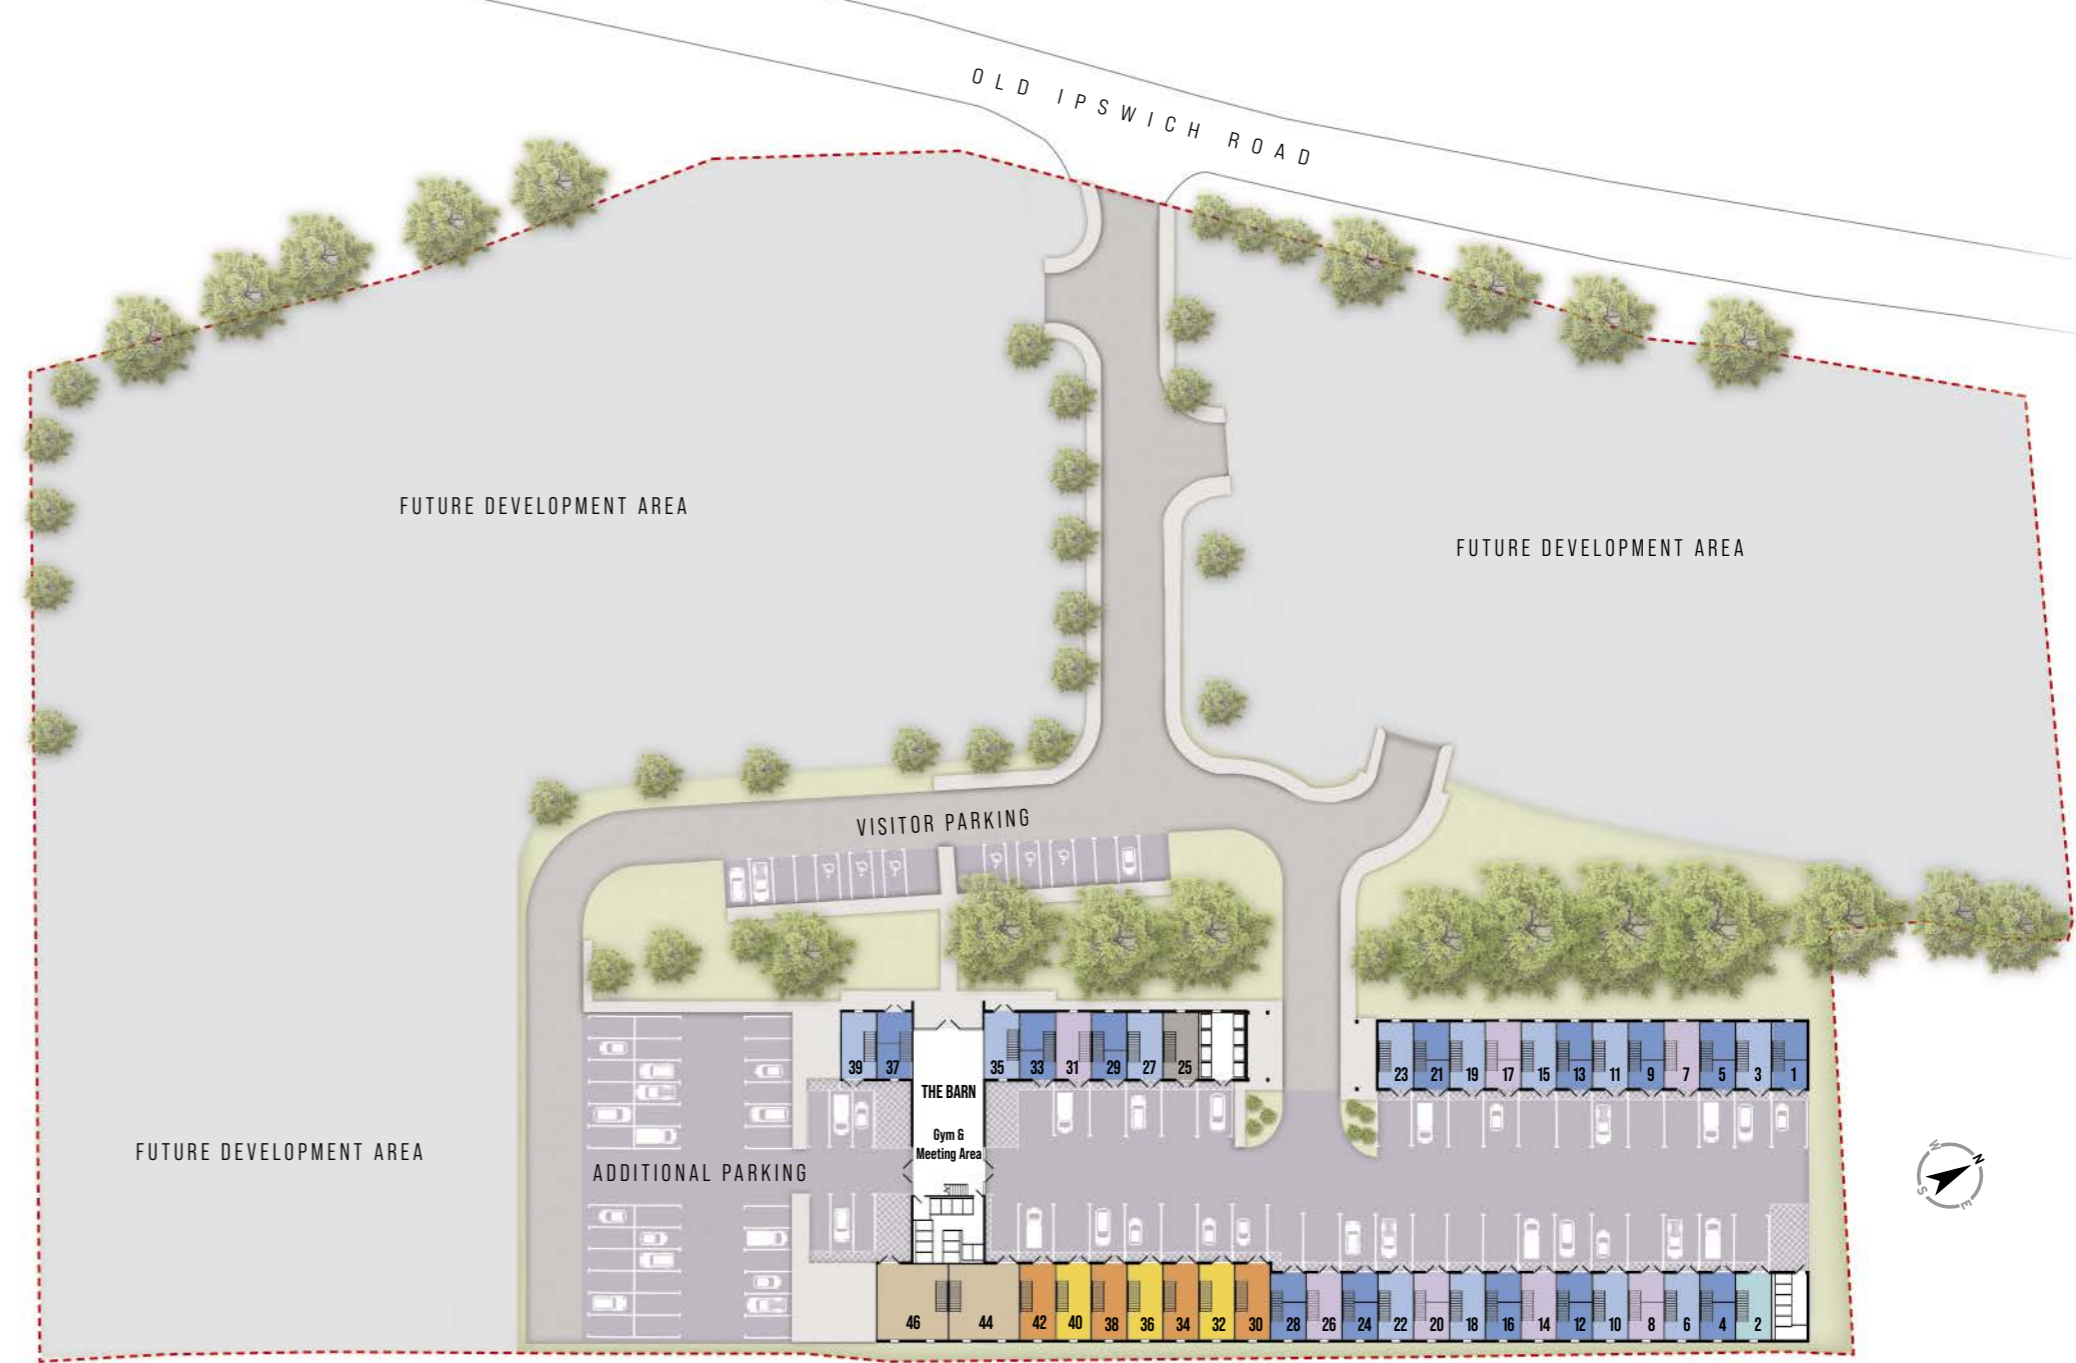 OLD IPSWICH ROAD
FUTURE DEVELOPMENT AREA
FUTURE DEVELOPMENT AREA
VISITOR PARKING
39 37 35 33 31 29 27 25 23 21 19 17 15 13 11 9 7 5 3 1
THE BARN
Gym &
Meeting Area
FUTURE DEVELOPMENT AREA
ADDITIONAL PARKING
W N
S E
46 44 42 40 38 36 34 32 30 28 26 24 22 20 18 16 14 12 10 8 6 4 2